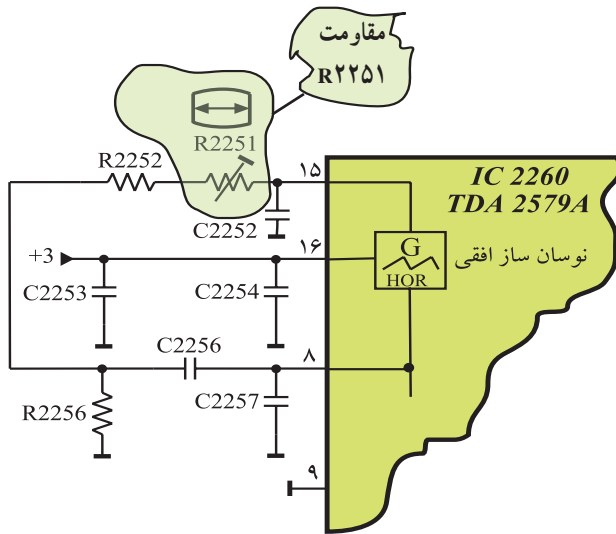 مقاومت
R۲۲۵۱
R2251
R2252
۱۵
IC 2260
TDA 2579A
C2252
۱۶
+3
G
HOR
نوسان ساز افقی
C2253
C2254
C2256
۸
R2256
C2257
۹